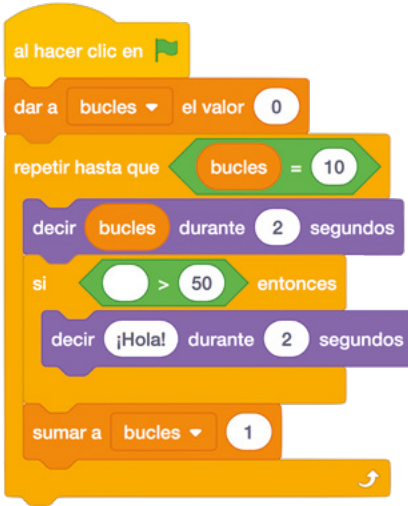 al hacer clic en
dar a bucles el valor 0
repetir hasta que bucles = 10
decir bucles durante 2 segundos
si > 50 entonces
decir ¡Hola! durante 2 segundos
sumar a bucles 1